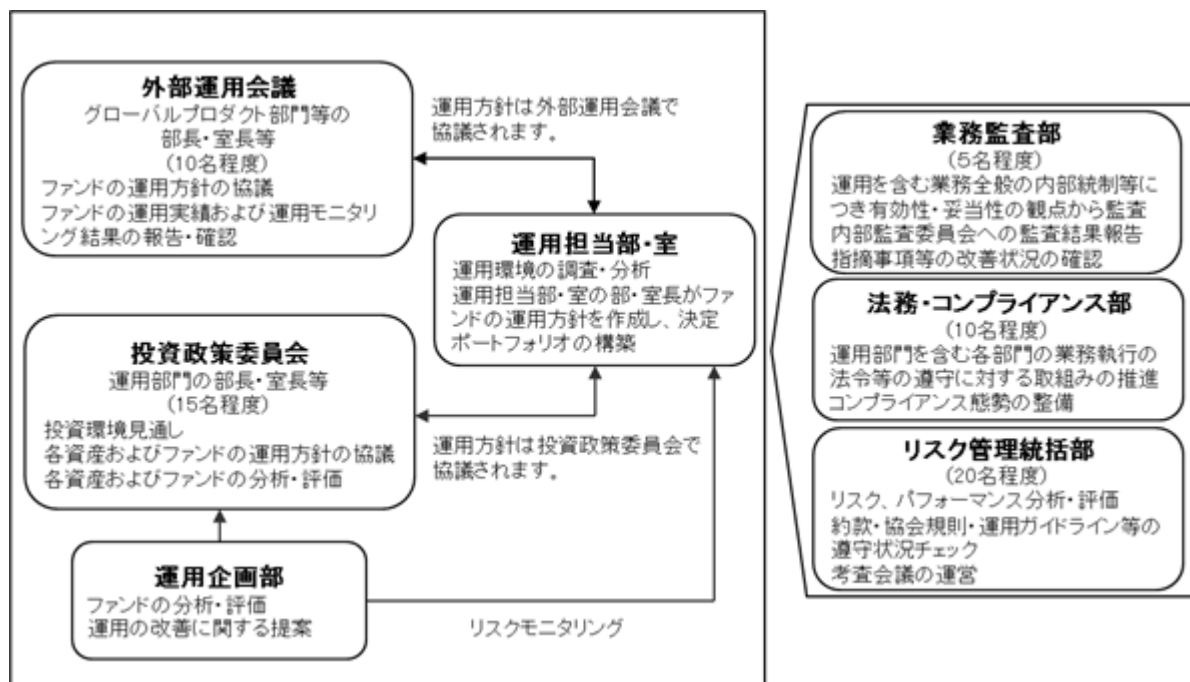 外部運用会議
グローバルプロダクト部門等の
部長・室長等
(10名程度)
ファンドの運用方針の協議
ファンドの運用実績および運用モニタリ
ング結果の報告・確認
運用方針は外部運用会議で
協議されます。
運用担当部・室
運用環境の調査・分析
運用担当部・室の部・室長がファ
ンドの運用方針を作成し、決定
ポートフォリオの構築
投資政策委員会
運用部門の部長・室長等
(15名程度)
投資環境見通し
各資産およびファンドの運用方針の協議
各資産およびファンドの分析・評価
運用方針は投資政策委員会で
協議されます。
運用企画部
ファンドの分析・評価
運用の改善に関する提案
リスクモニタリング
業務監査部
(5名程度)
運用を含む業務全般の内部統制等に
つき有効性・妥当性の観点から監査
内部監査委員会への監査結果報告
指摘事項等の改善状況の確認
法務・コンプライアンス部
(10名程度)
運用部門を含む各部門の業務執行の
法令等の遵守に対する取組みの推進
コンプライアンス態勢の整備
リスク管理統括部
(20名程度)
リスク、パフォーマンス分析・評価
約款・協会規則・運用ガイドライン等の
遵守状況チェック
考査会議の運営